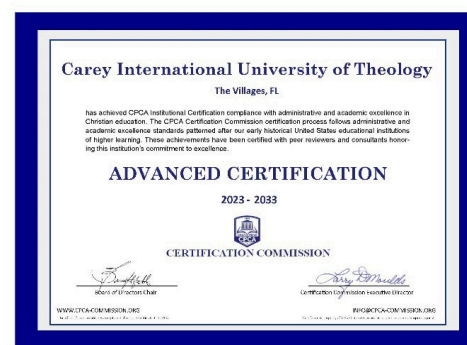 Carey International University of Theology
The Villages, FL
has achieved CPCA Institutional Certification compliance with administrative and academic excellence in
Christian education. The CPCA Certification Commission certification process follows administrative and
academic excellence standards patterned after our early historical United States educational institutions
of higher learning. These achievements have been certified with peer reviewers and consultants honor-
ing this institution's commitment to excellence.
ADVANCED CERTIFICATION
2023 - 2033
CPCA
CERTIFICATION COMMISSION
Board of Directors Chair
Certification Commission Executive Director
WWW.CPCA-COMMISSION.ORG
INFO@CPCA-COMMISSION.ORG